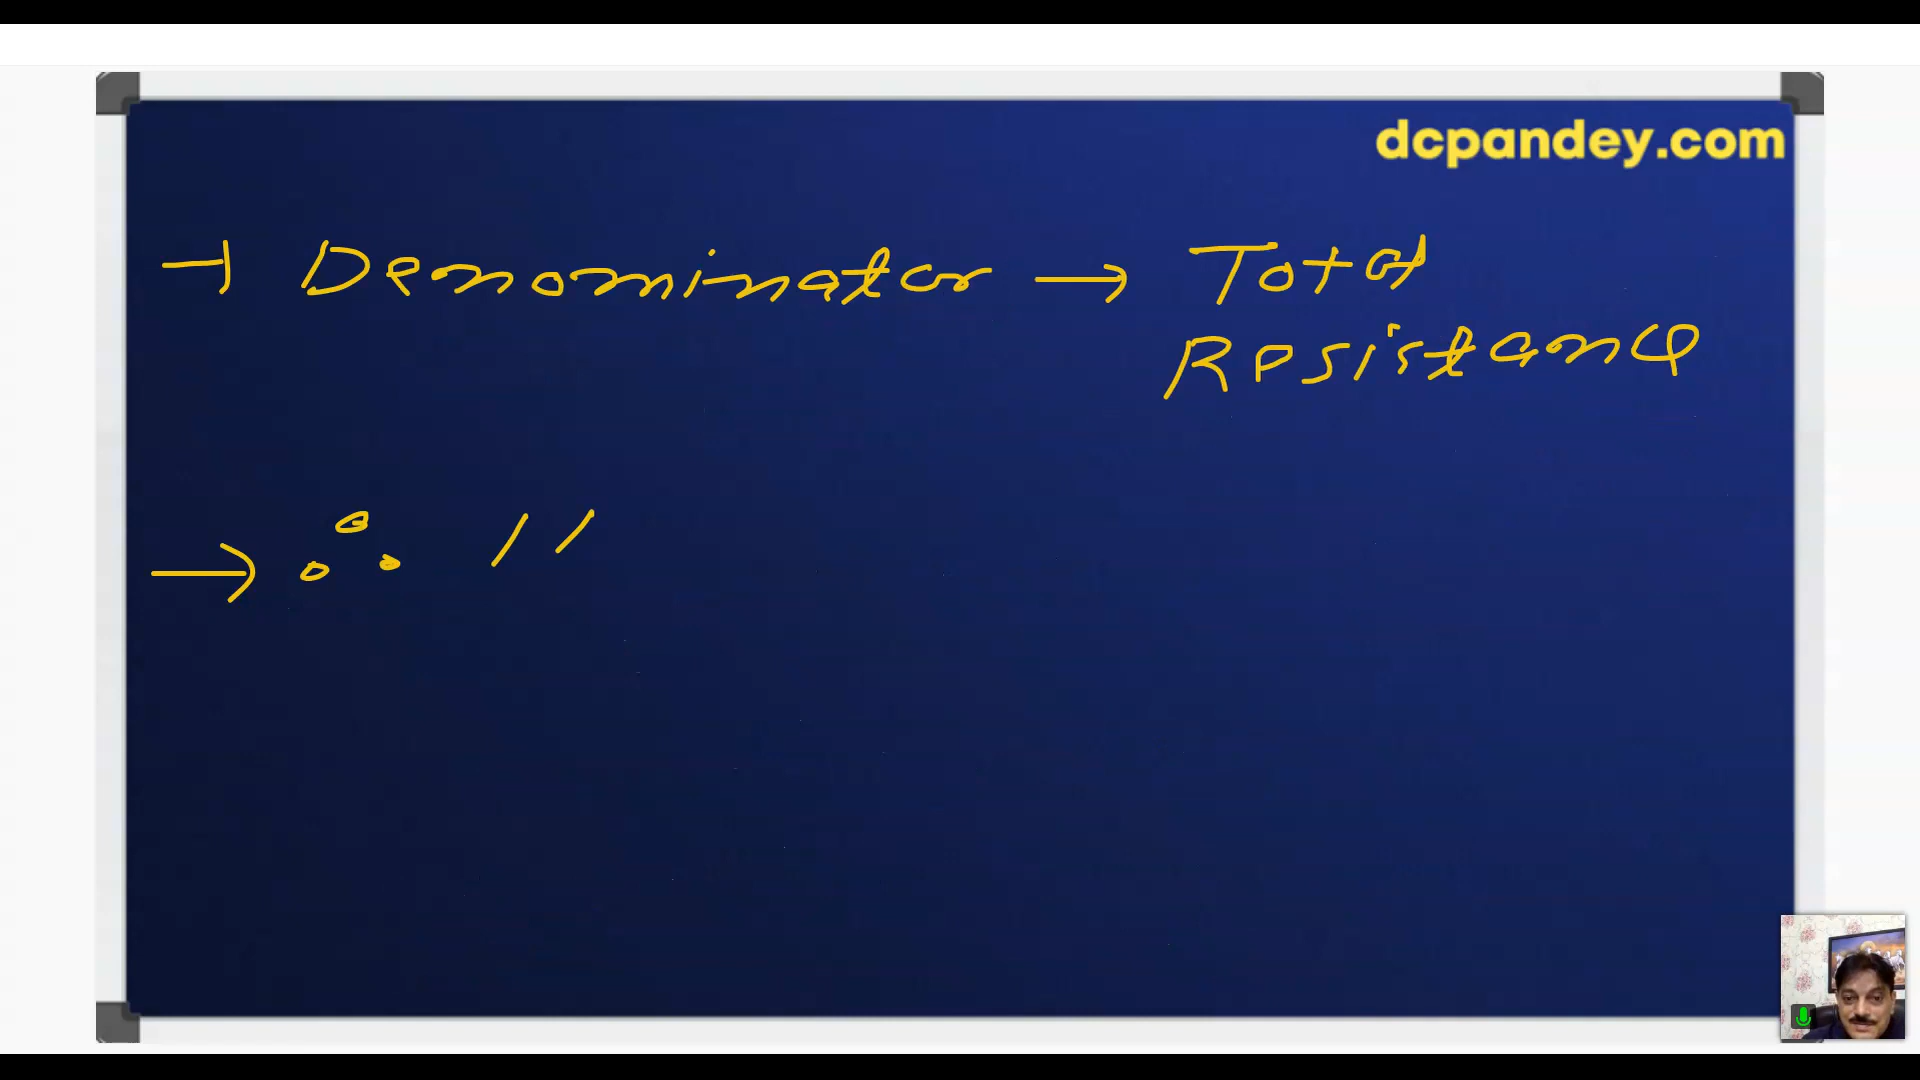 dcpandey.com
→ Denominator → Total
Resistance
→ ∴ //